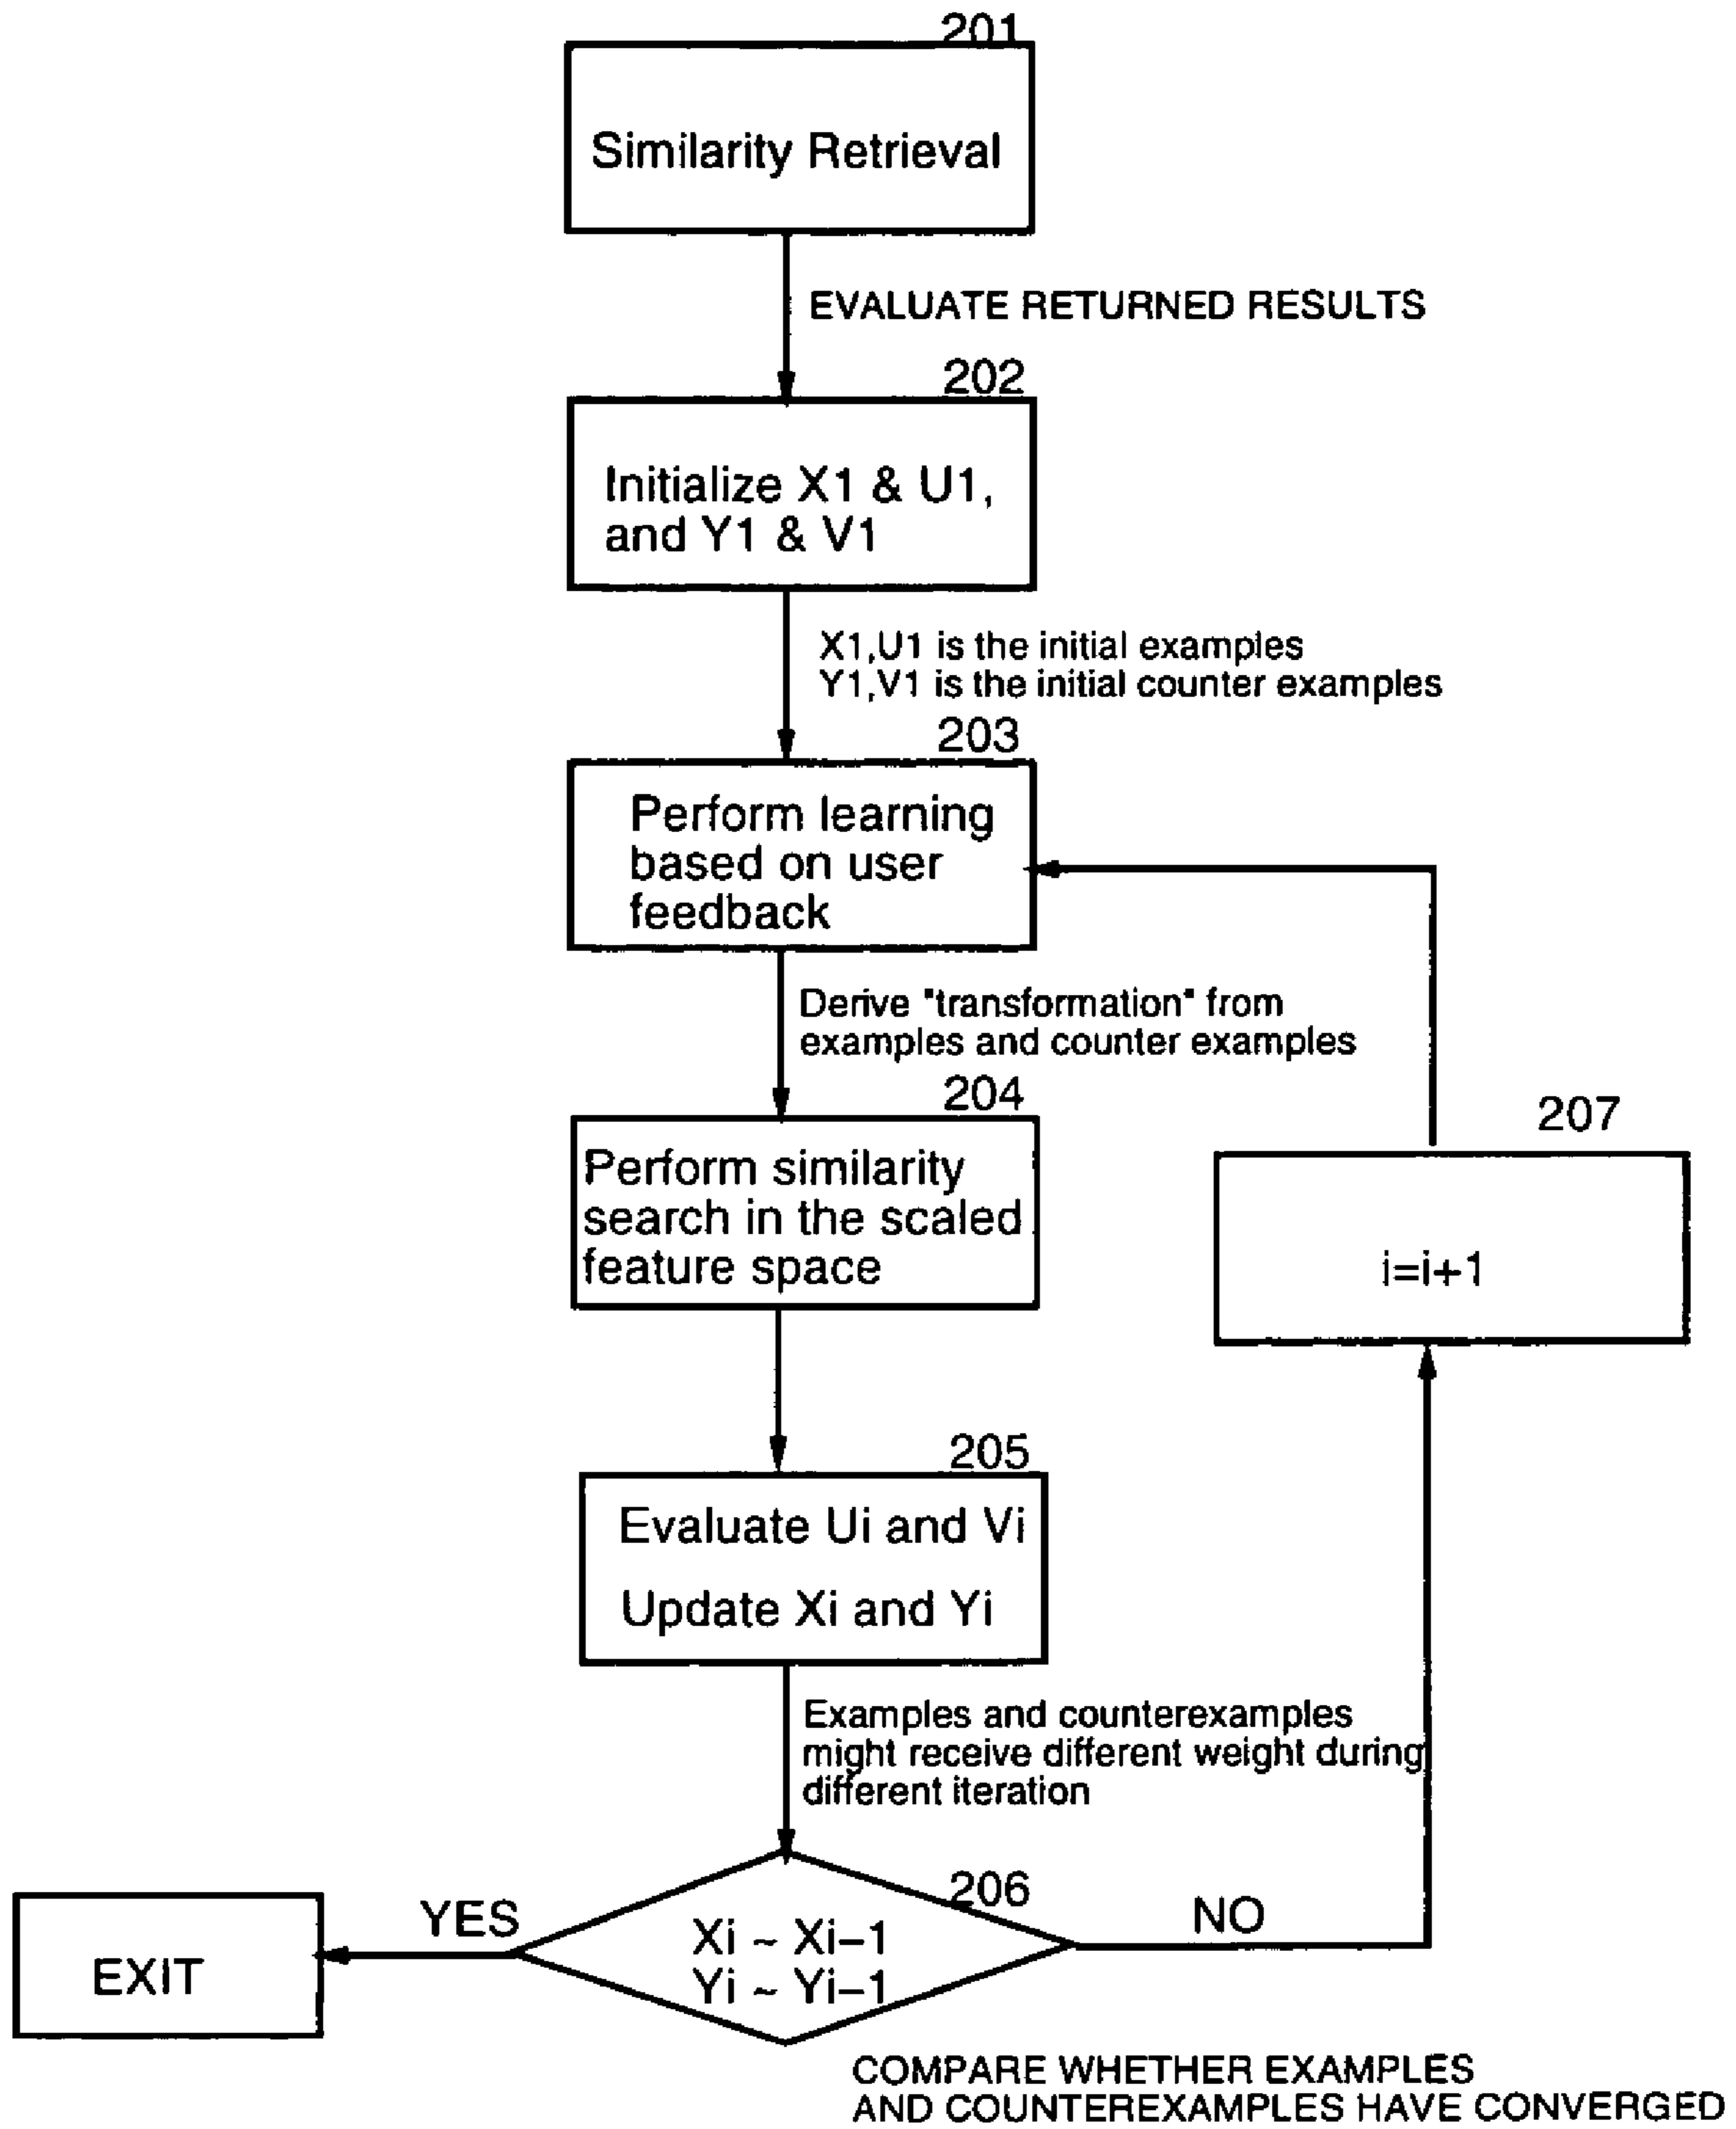 201
Similarity Retrieval
EVALUATE RETURNED RESULTS
202
Initialize X1 & U1,
and Y1 & V1
X1,U1 is the initial examples
Y1,V1 is the initial counter examples
203
Perform learning
based on user
feedback
Derive "transformation" from
examples and counter examples
204
Perform similarity
search in the scaled
feature space
207
i=i+1
205
Evaluate Ui and Vi
Update Xi and Yi
Examples and counterexamples
might receive different weight during
different iteration
206
YES
NO
Xi ~ Xi–1
Yi ~ Yi–1
EXIT
COMPARE WHETHER EXAMPLES
AND COUNTEREXAMPLES HAVE CONVERGED